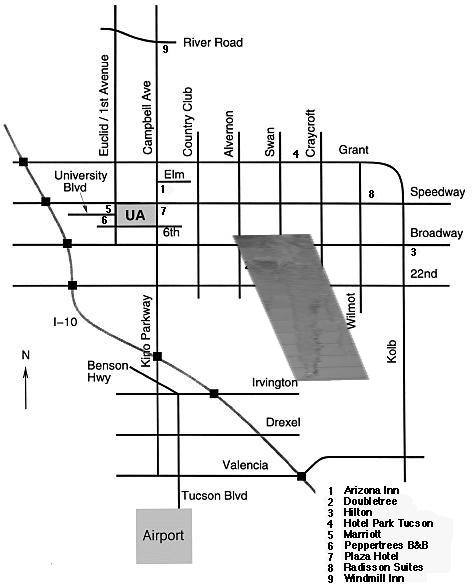 River Road
9
Euclid / 1st Avenue
Campbell Ave
Country Club
Alvernon
Swan
Craycroft
4
Grant
University
Blvd
Elm
1
8
Speedway
5
UA
7
6
6th
Broadway
3
22nd
I-10
Kino Parkway
Wilmot
Kolb
N
Benson
Hwy
Irvington
Drexel
Valencia
Tucson Blvd
Airport
1 Arizona Inn
2 Doubletree
3 Hilton
4 Hotel Park Tucson
5 Marriott
6 Peppertrees B&B
7 Plaza Hotel
8 Radisson Suites
9 Windmill Inn